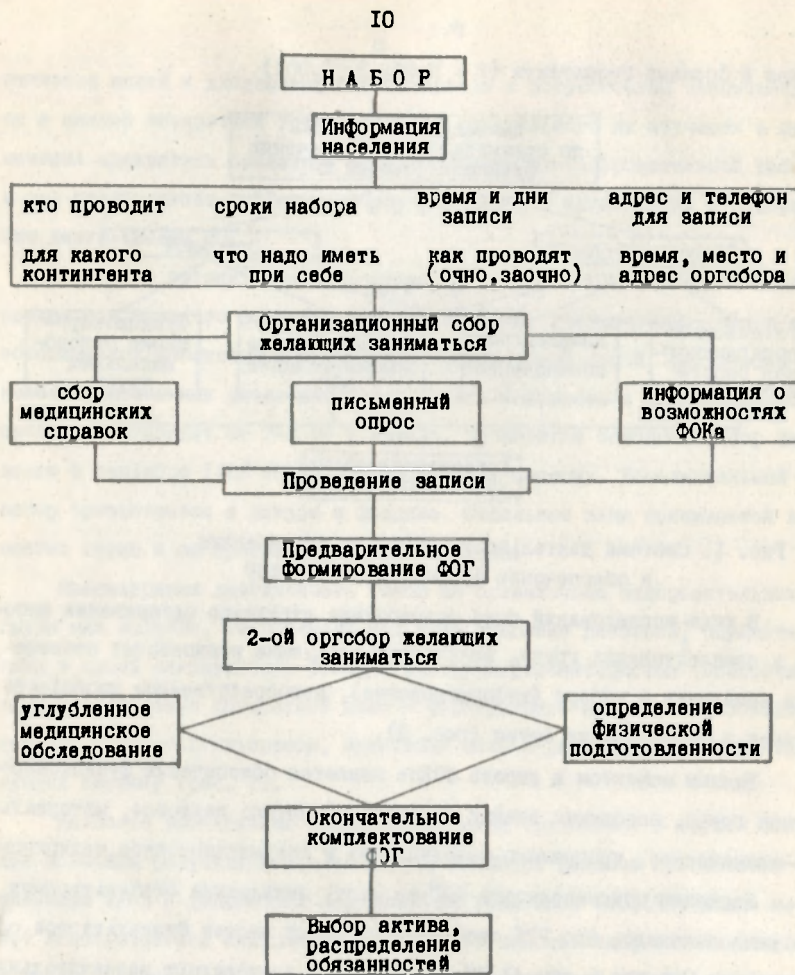 10
НАБОР
Информация
населения
кто проводит
сроки набора
время и дни
записи
адрес и телефон
для записи
для какого
контингента
что надо иметь
при себе
как проводят
(очно,заочно)
время, место и
адрес оргсбора
Организационный сбор
желающих заниматься
сбор
медицинских
справок
письменный
опрос
информация о
возможностях
ФОКа
Проведение записи
Предварительное
формирование ФОГ
2-ой оргсбор желающих
заниматься
углубленное
медицинское
обследование
определение
физической
подготовленности
Окончательное
комплектование
ФОГ
Выбор актива,
распределение
обязанностей